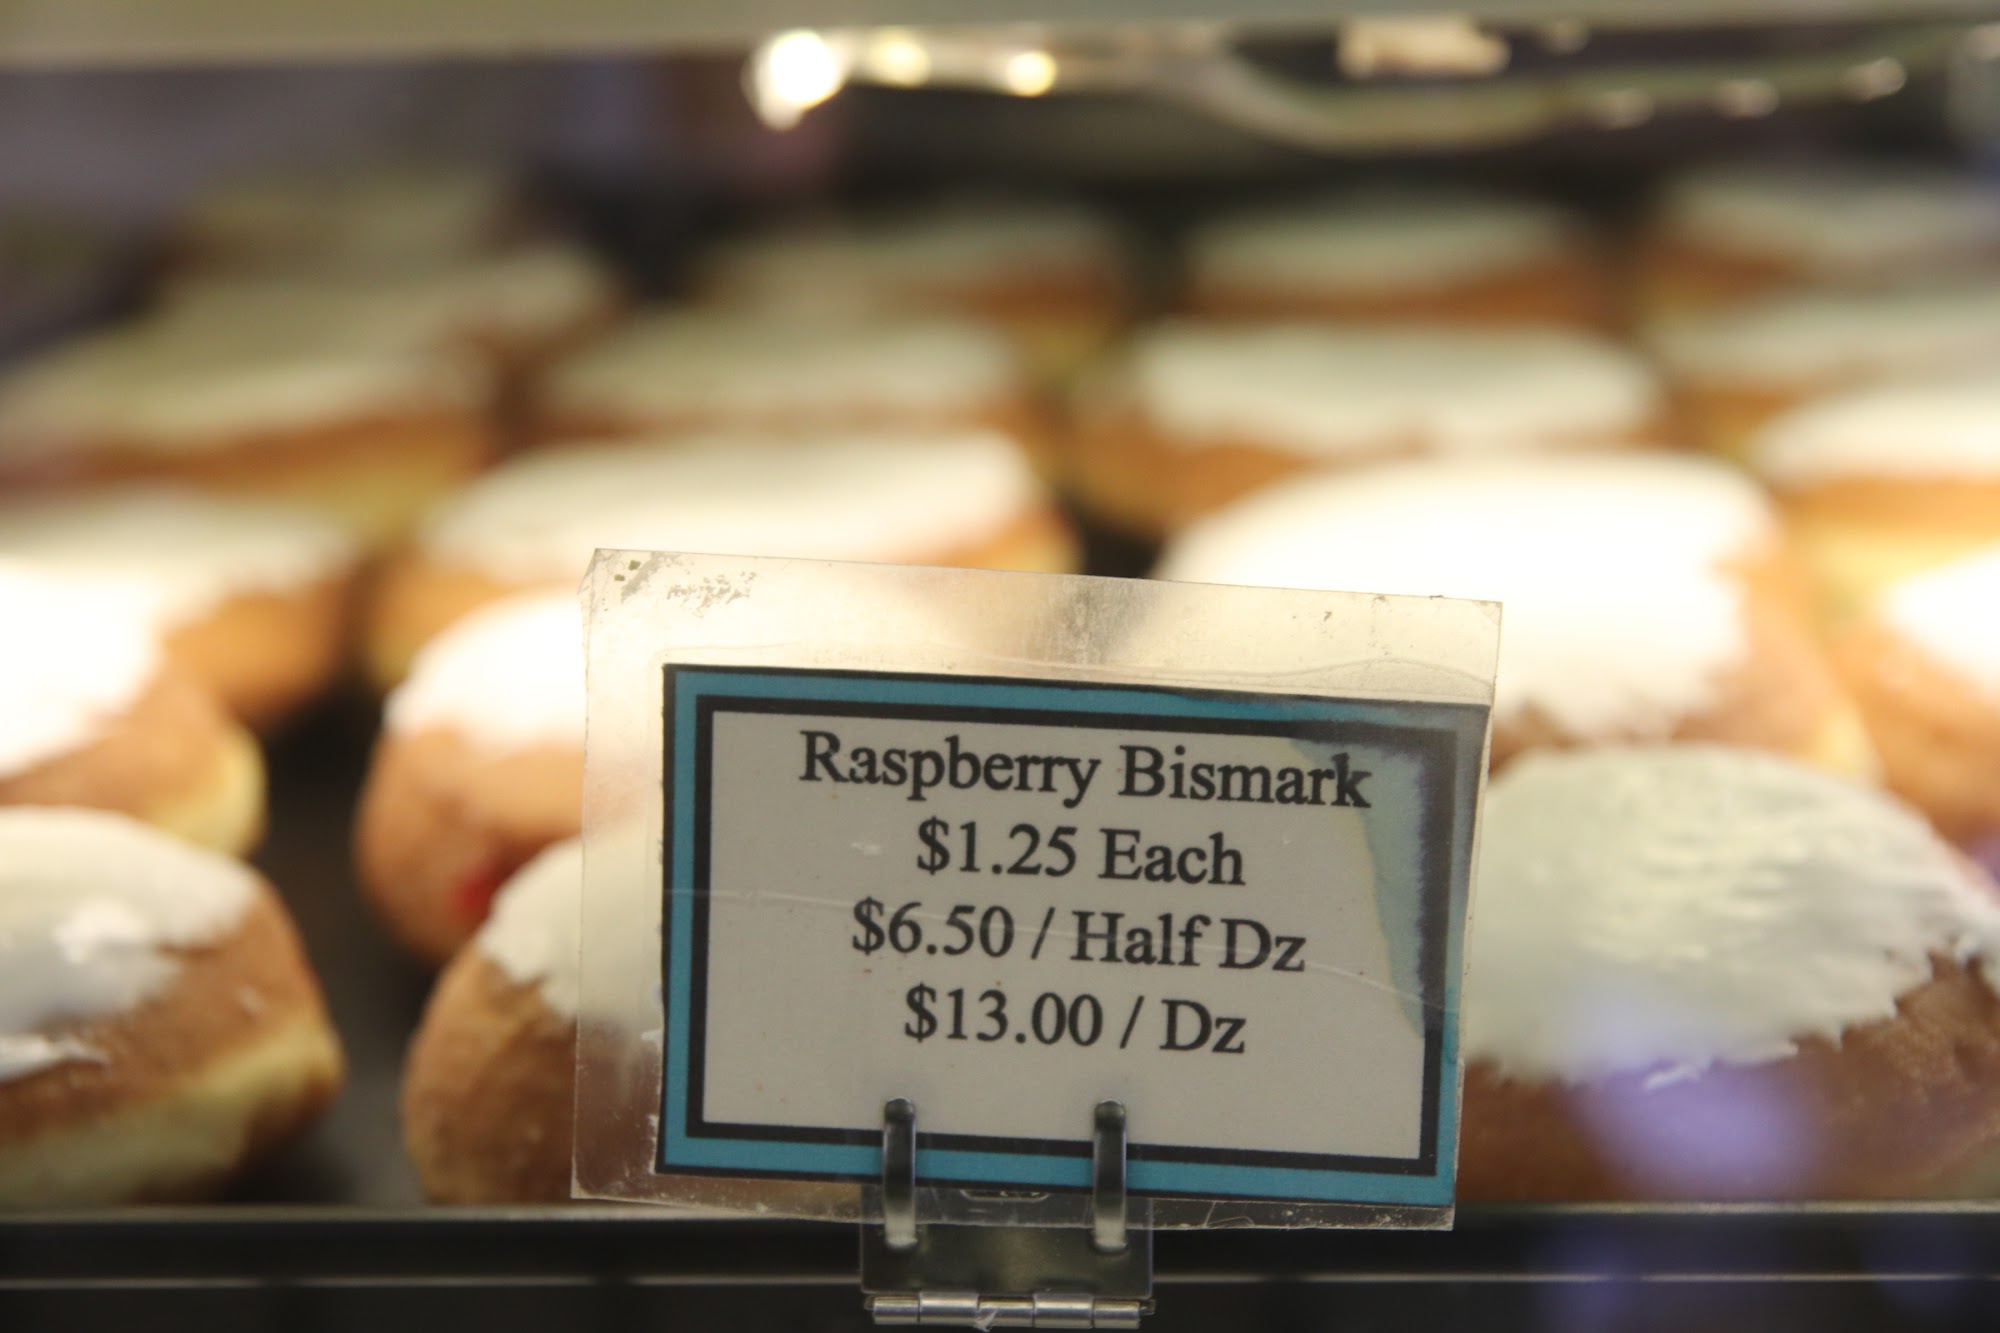 Raspberry Bismark
$1.25 Each
$6.50 / Half Dz
$13.00 / Dz